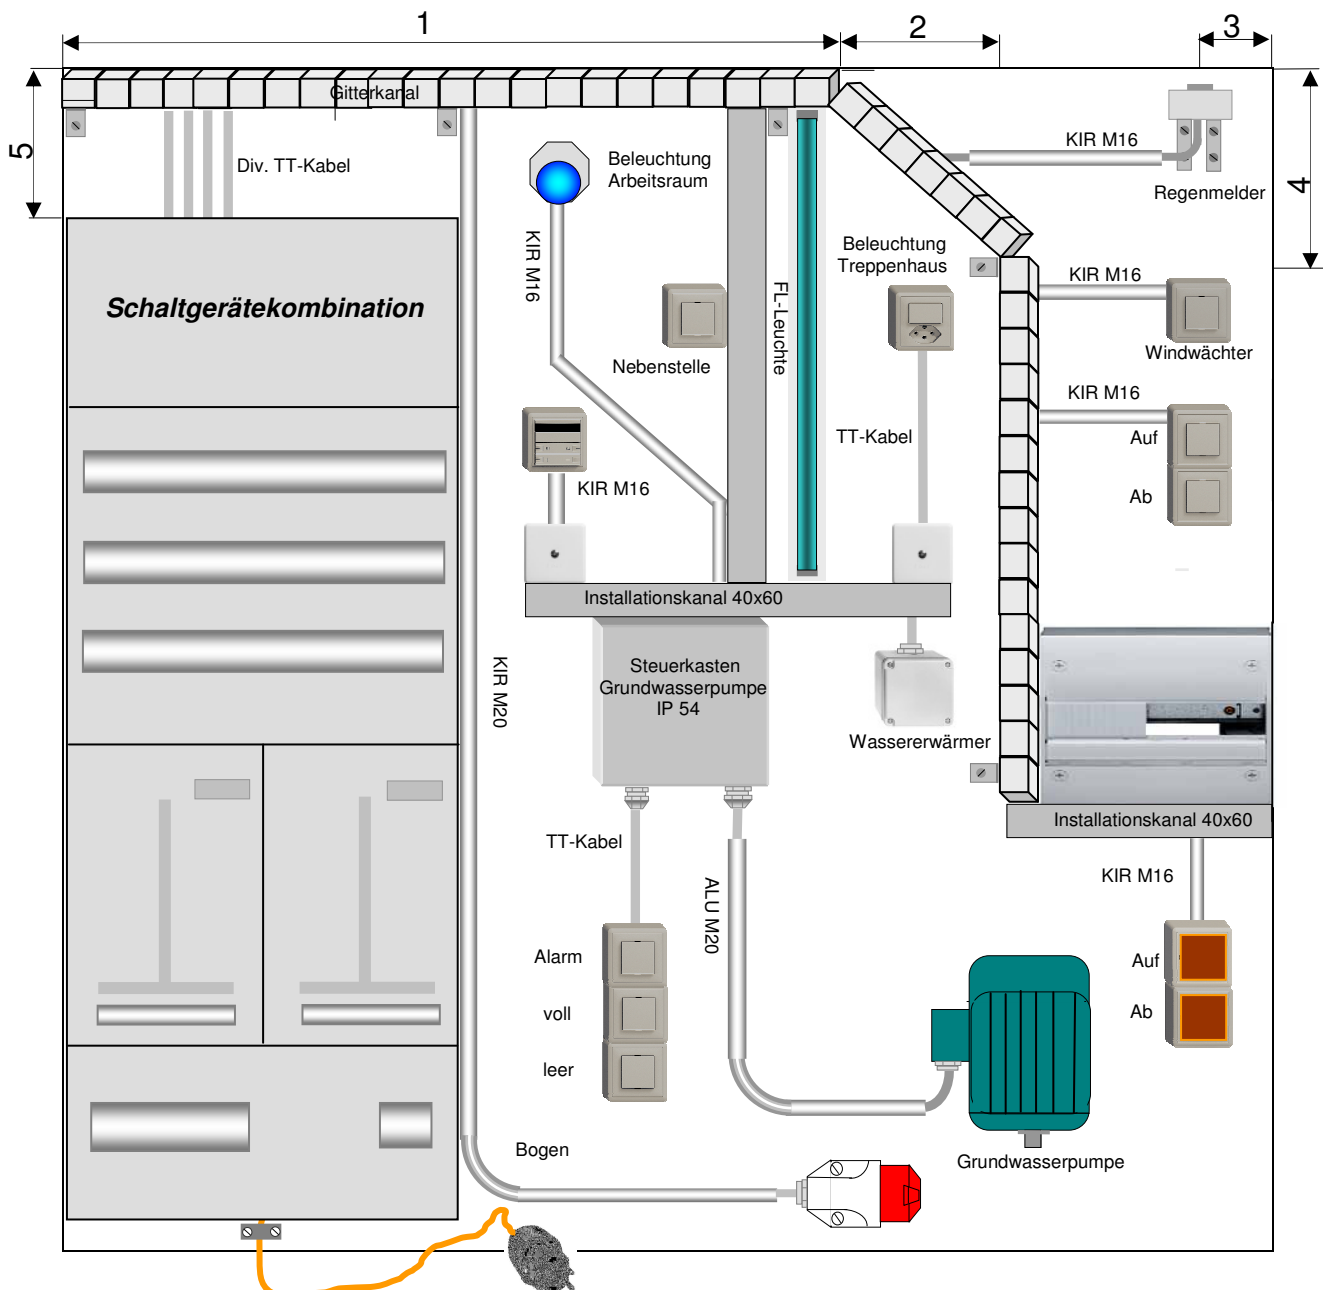 1
2
3
Gitterkanal
5
Div. TT-Kabel
Beleuchtung
Arbeitsraum
KIR M16
Regenmelder
4
KIR M16
Beleuchtung
Treppenhaus
FL-Leuchte
KIR M16
Schaltgerätekombination
Nebenstelle
Windwächter
KIR M16
TT-Kabel
Auf
Ab
KIR M16
Installationskanal 40x60
KIR M20
Steuerkasten
Grundwasserpumpe
IP 54
Wassererwärmer
Installationskanal 40x60
TT-Kabel
ALU M20
KIR M16
Alarm
voll
leer
Auf
Ab
Bogen
Grundwasserpumpe